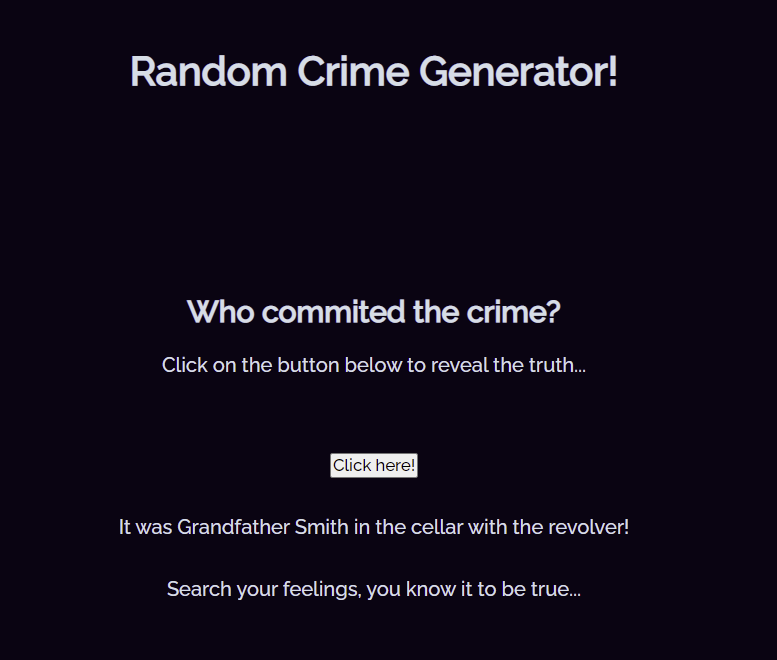 Random Crime Generator!
Who commited the crime?
Click on the button below to reveal the truth...
Click here!
It was Grandfather Smith in the cellar with the revolver!
Search your feelings, you know it to be true...